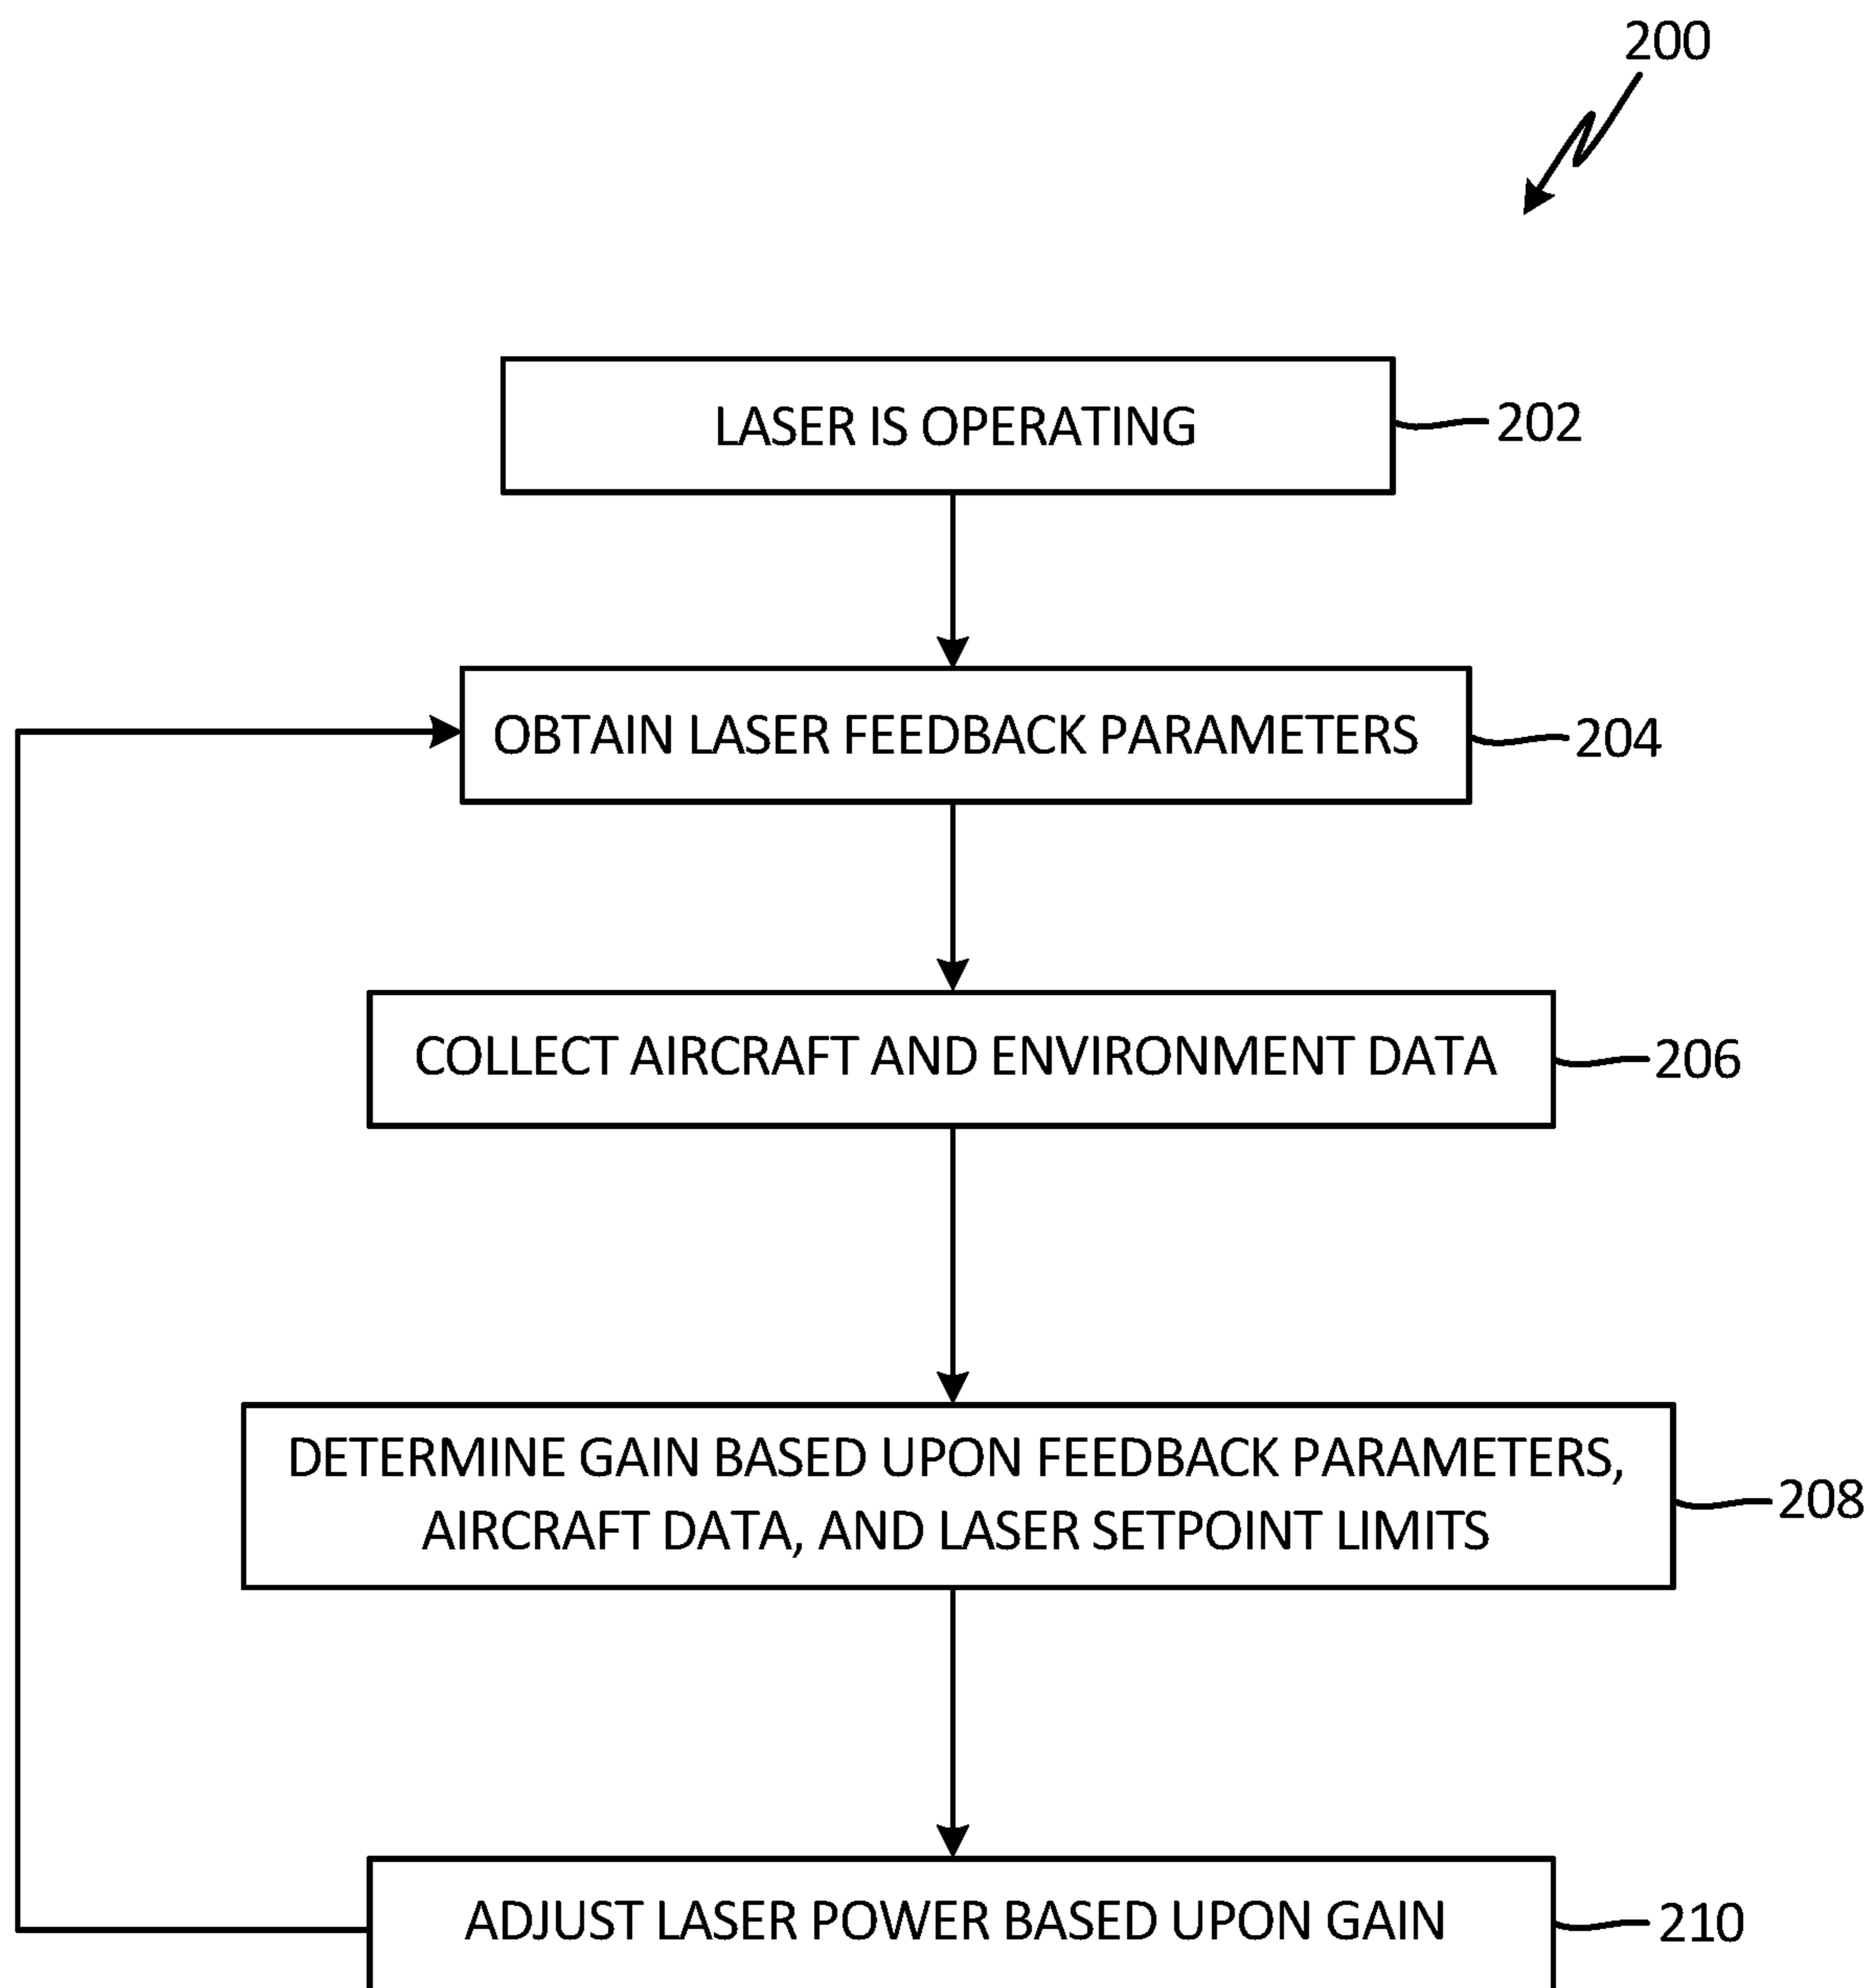 200
LASER IS OPERATING
202
OBTAIN LASER FEEDBACK PARAMETERS
204
COLLECT AIRCRAFT AND ENVIRONMENT DATA
206
DETERMINE GAIN BASED UPON FEEDBACK PARAMETERS,
AIRCRAFT DATA, AND LASER SETPOINT LIMITS
208
ADJUST LASER POWER BASED UPON GAIN
210